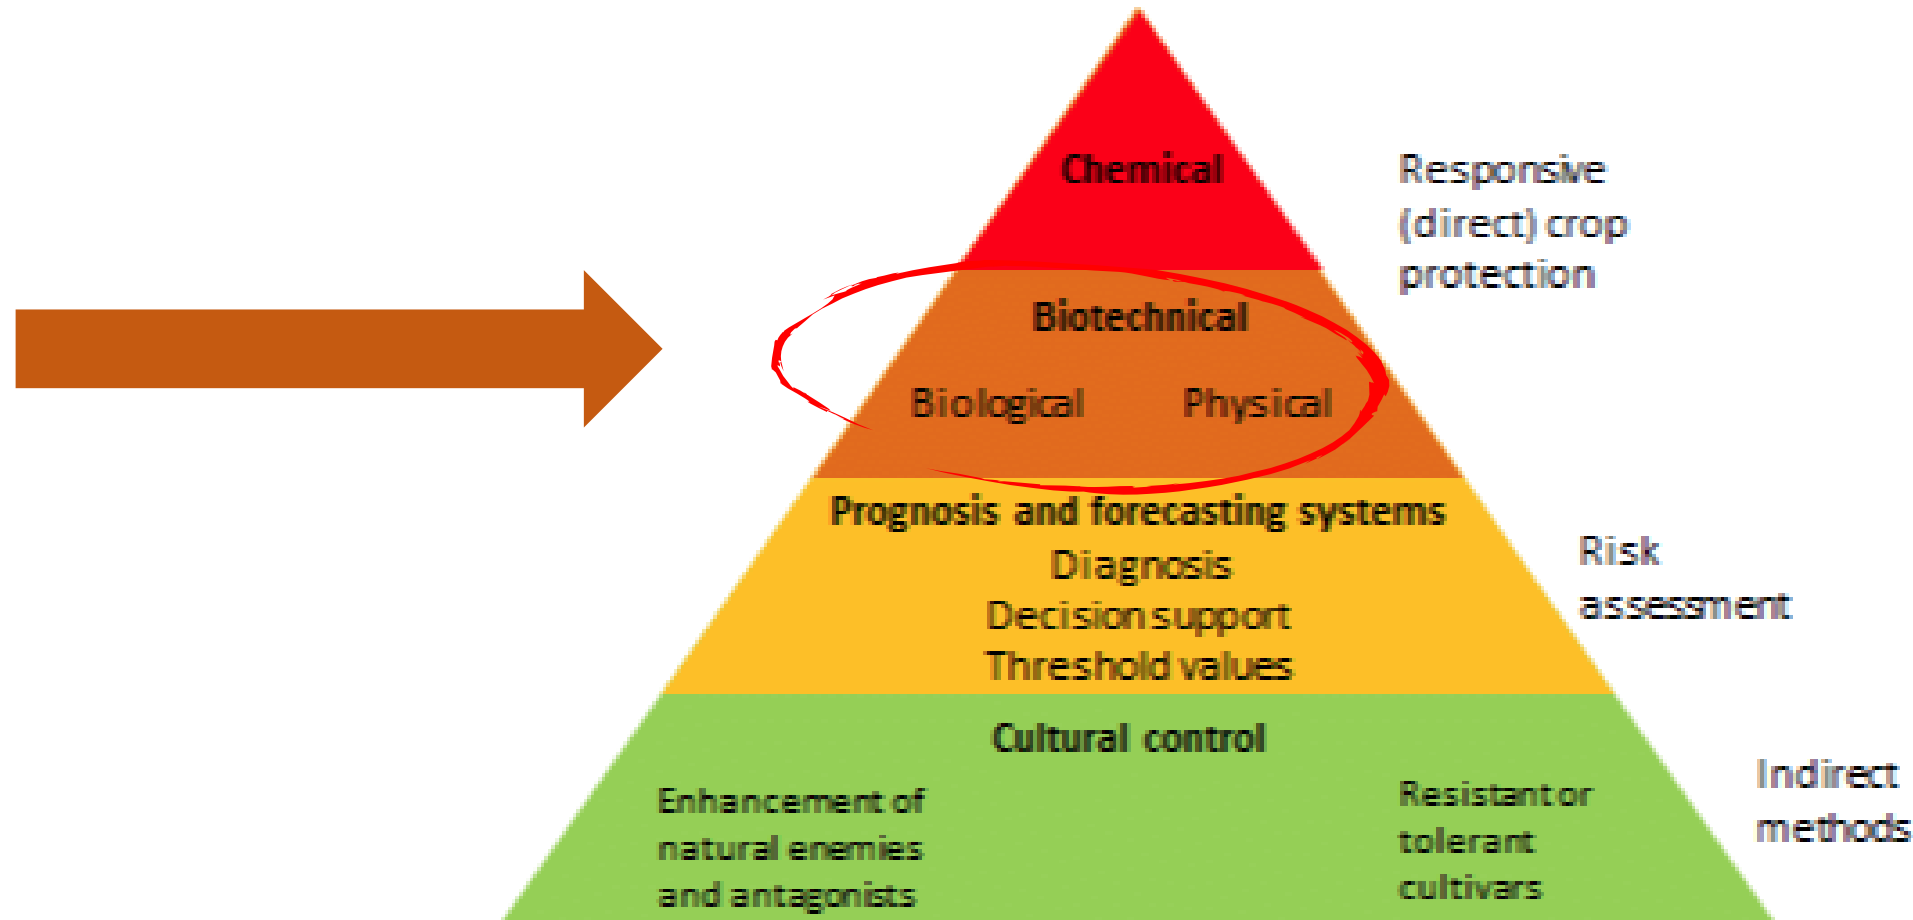 Chemical
Responsive
(direct) crop
protection
Biotechnical
Biological Physical
Prognosis and forecasting systems
Diagnosis
Decision support
Threshold values
Risk
assessment
Cultural control
Enhancement of
natural enemies
and antagonists
Resistant or
tolerant
cultivars
Indirect
methods